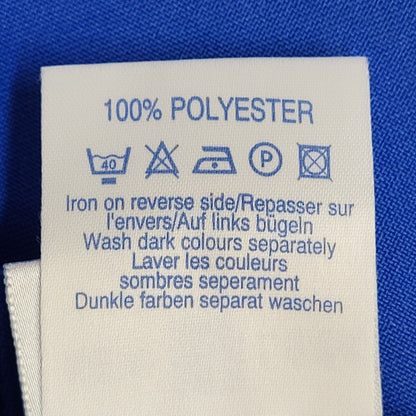 100% POLYESTER
40 P
Iron on reverse side/Repasser sur
l'envers/Auf links bügeln
Wash dark colours separately
Laver les couleurs
sombres seperament
Dunkle farben separat waschen